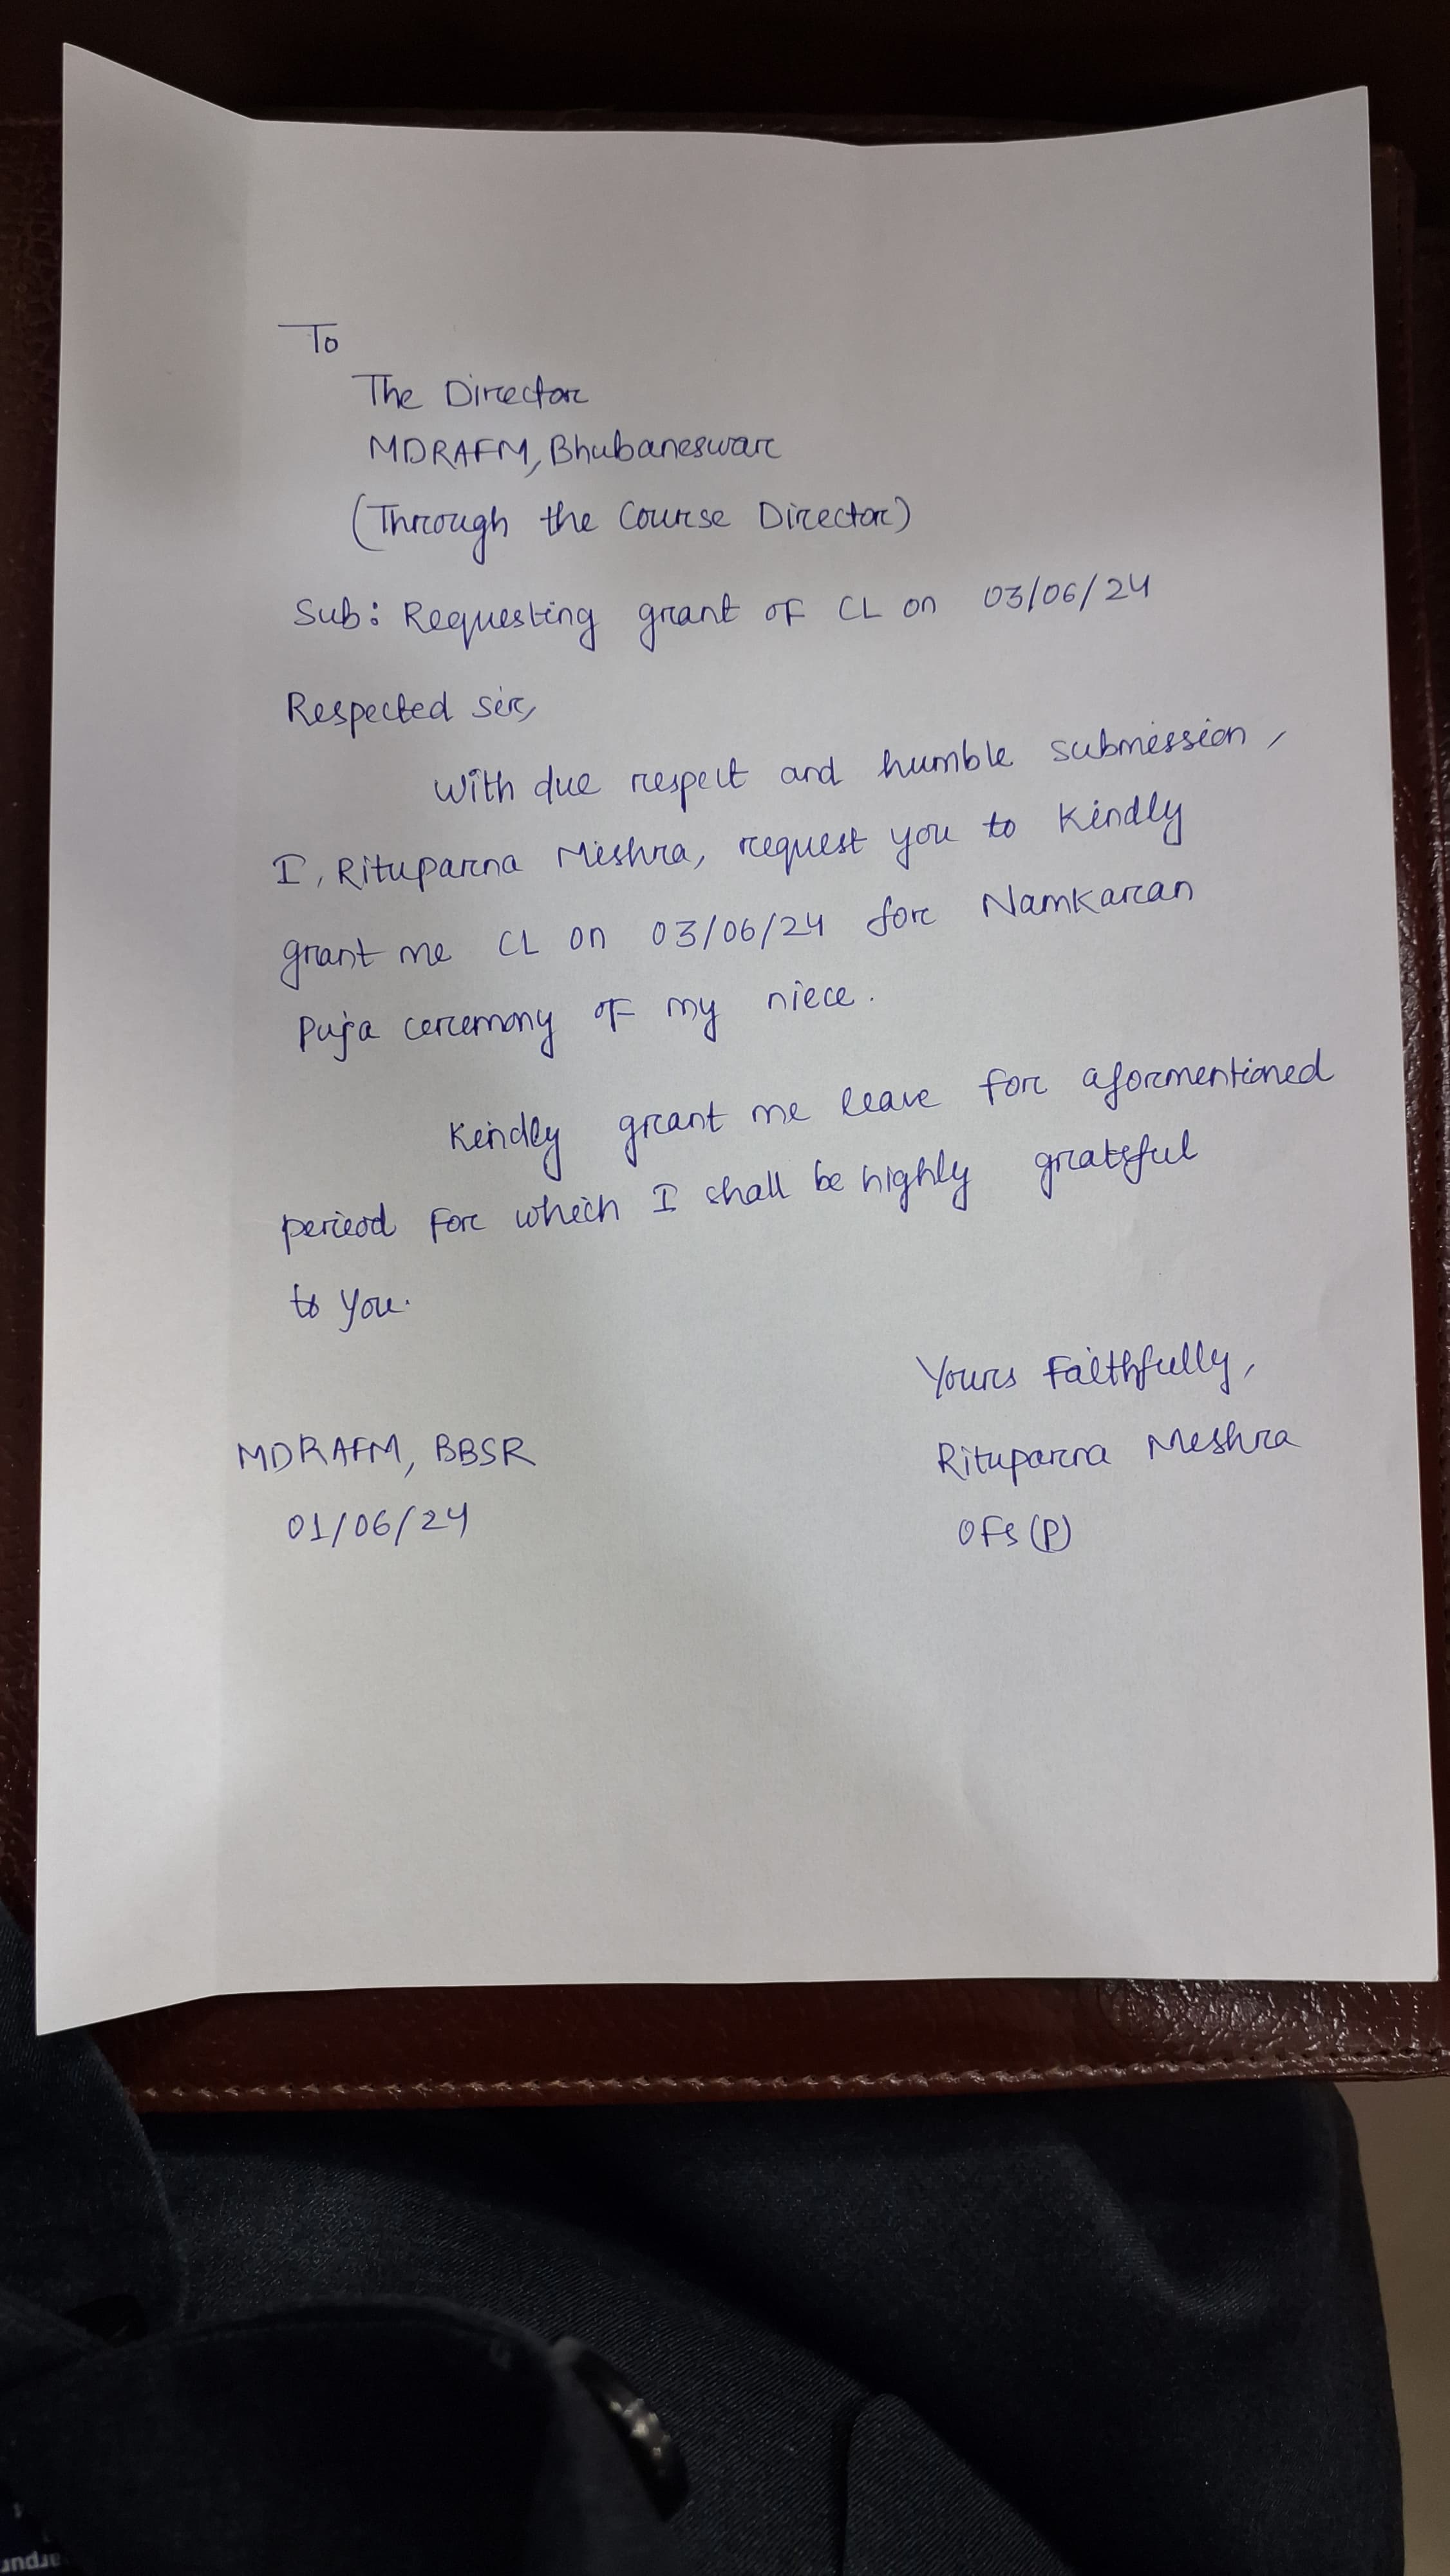 To
The Director
MDRAFM, Bhubaneswar
(Through the Course Director)
Sub: Requesting grant of CL on 03/06/24
Respected sir,
With due respect and humble submission,
I, Rituparna Mishra, request you to kindly
grant me CL on 03/06/24 for Namkaran
Puja ceremony of my niece.
Kindly grant me leave for aformentioned
period for which I shall be highly grateful
to you.
Yours Faithfully,
MDRAFM, BBSR
Rituparna Mishra
01/06/24
OFS (P)